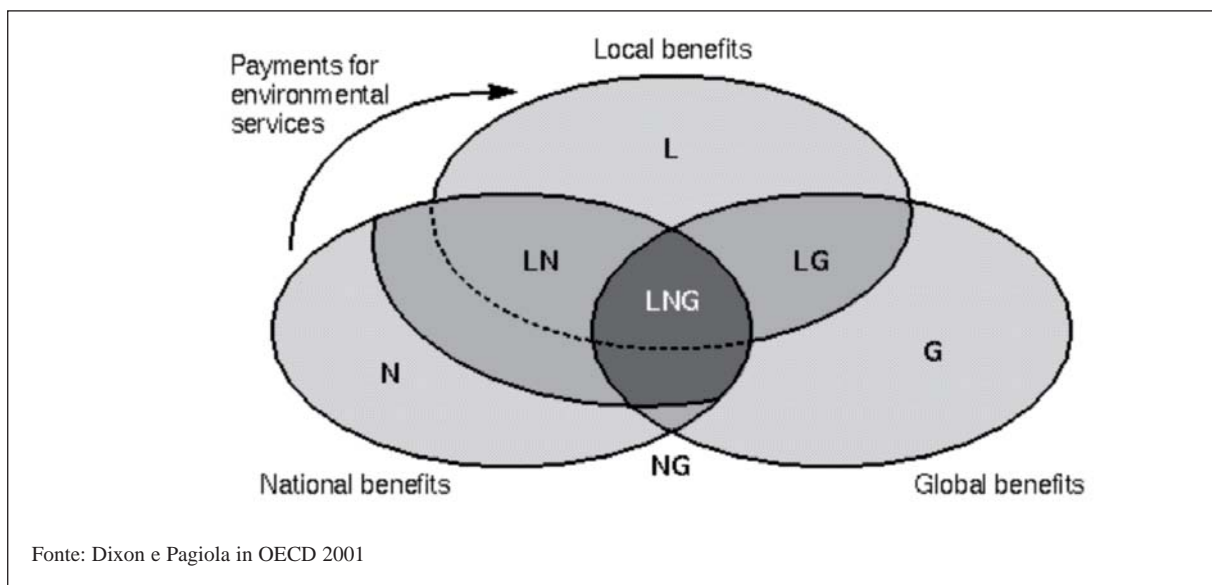 Local benefits
Payments for
environmental
services
L
LN
LG
LNG
N
G
NG
National benefits
Global benefits
Fonte: Dixon e Pagiola in OECD 2001